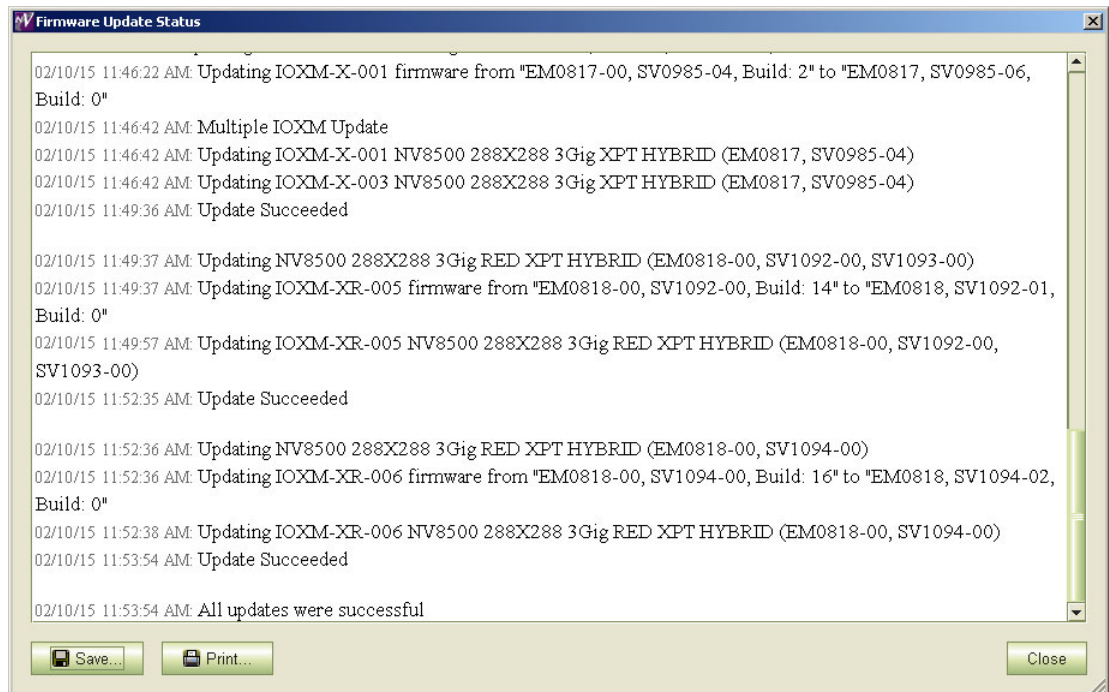 Firmware Update Status
02/10/15 11:46:22 AM: Updating IOXM-X-001 firmware from "EM0817-00, SV0985-04, Build: 2" to "EM0817, SV0985-06,
Build: 0"
02/10/15 11:46:42 AM: Multiple IOXM Update
02/10/15 11:46:42 AM: Updating IOXM-X-001 NV8500 288X288 3Gig XPT HYBRID (EM0817, SV0985-04)
02/10/15 11:46:42 AM: Updating IOXM-X-003 NV8500 288X288 3Gig XPT HYBRID (EM0817, SV0985-04)
02/10/15 11:49:36 AM: Update Succeeded
02/10/15 11:49:37 AM: Updating NV8500 288X288 3Gig RED XPT HYBRID (EM0818-00, SV1092-00, SV1093-00)
02/10/15 11:49:37 AM: Updating IOXM-XR-005 firmware from "EM0818-00, SV1092-00, Build: 14" to "EM0818, SV1092-01,
Build: 0"
02/10/15 11:49:57 AM: Updating IOXM-XR-005 NV8500 288X288 3Gig RED XPT HYBRID (EM0818-00, SV1092-00,
SV1093-00)
02/10/15 11:52:35 AM: Update Succeeded
02/10/15 11:52:36 AM: Updating NV8500 288X288 3Gig RED XPT HYBRID (EM0818-00, SV1094-00)
02/10/15 11:52:36 AM: Updating IOXM-XR-006 firmware from "EM0818-00, SV1094-00, Build: 16" to "EM0818, SV1094-02,
Build: 0"
02/10/15 11:52:38 AM: Updating IOXM-XR-006 NV8500 288X288 3Gig RED XPT HYBRID (EM0818-00, SV1094-00)
02/10/15 11:53:54 AM: Update Succeeded
02/10/15 11:53:54 AM: All updates were successful
Save... Print... Close